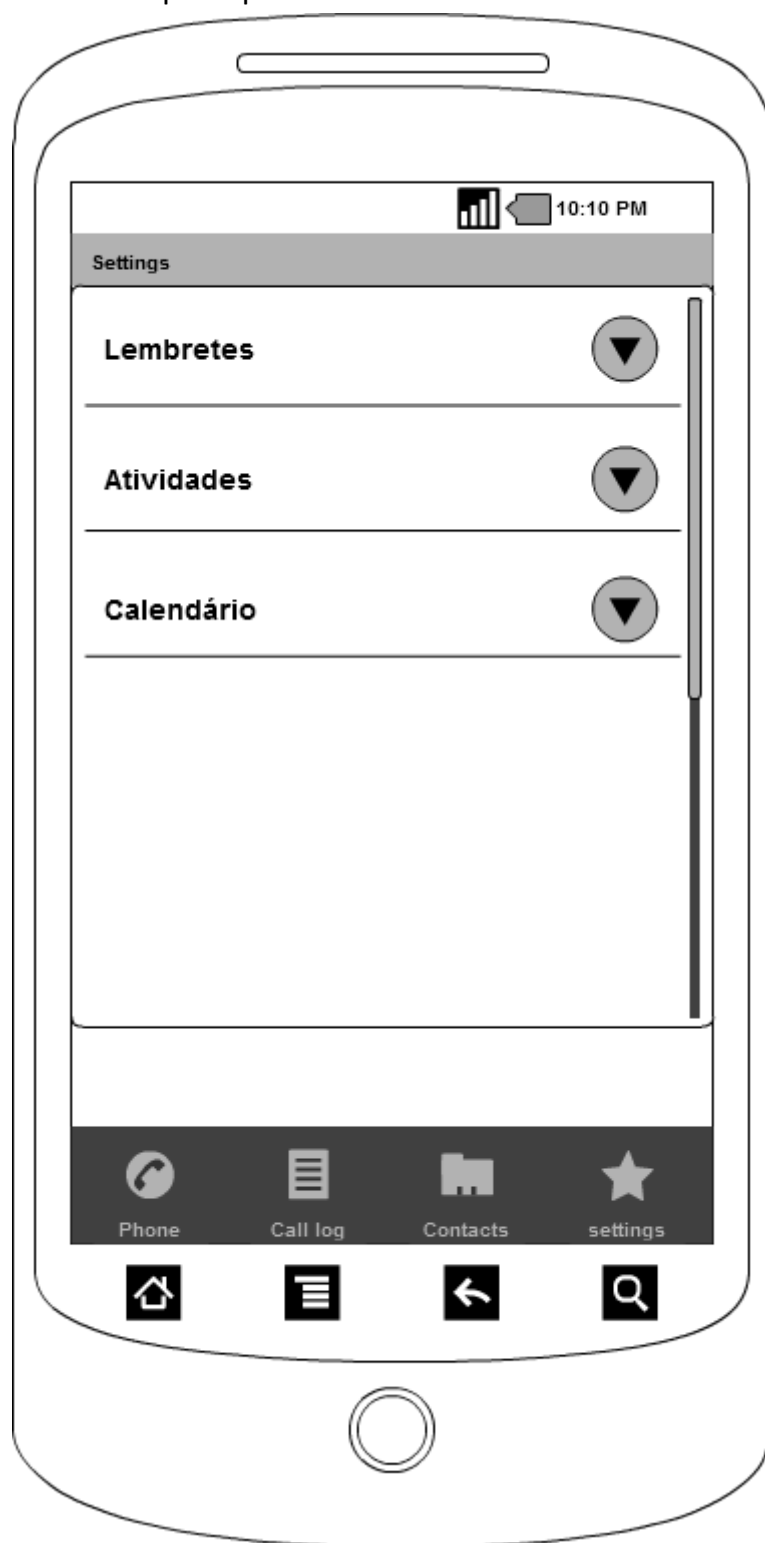 10:10 PM
Settings
Lembretes
Atividades
Calendário
Phone Call log Contacts settings